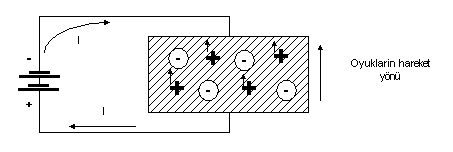 I
-
+
I
- + - +
+ - + -
Oyuklarin hareket
yönü